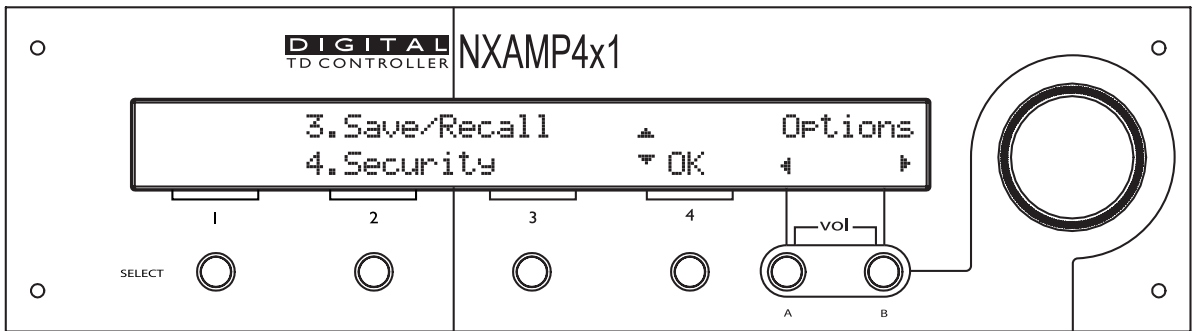 DIGITAL
TD CONTROLLER
NXAMP4x1
3.Save/Recall
Options
4.Security
OK
1
2
3
4
vol
SELECT
A
B